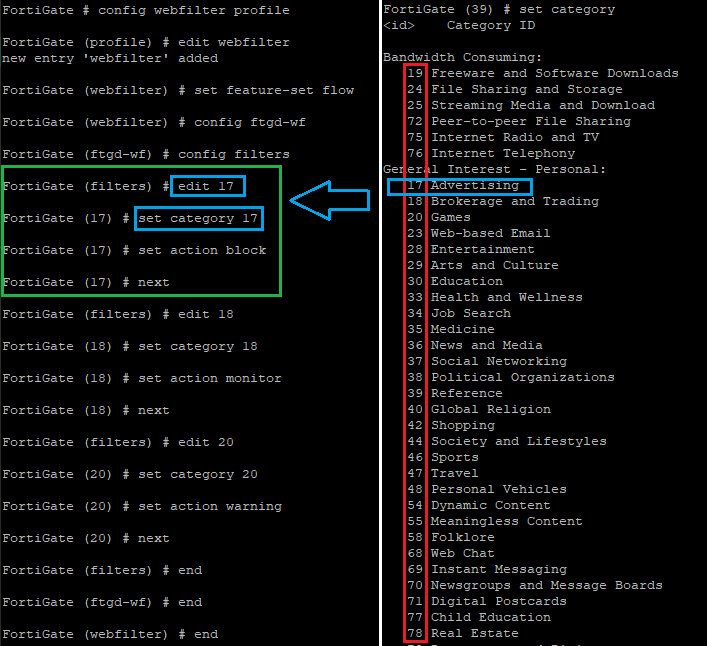 FortiGate # config webfilter profile
FortiGate (profile) # edit webfilter
new entry 'webfilter' added
FortiGate (webfilter) # set feature-set flow
FortiGate (webfilter) # config ftgd-wf
FortiGate (ftgd-wf) # config filters
FortiGate (filters) # edit 17
FortiGate (17) # set category 17
FortiGate (17) # set action block
FortiGate (17) # next
FortiGate (filters) # edit 18
FortiGate (18) # set category 18
FortiGate (18) # set action monitor
FortiGate (18) # next
FortiGate (filters) # edit 20
FortiGate (20) # set category 20
FortiGate (20) # set action warning
FortiGate (20) # next
FortiGate (filters) # end
FortiGate (ftgd-wf) # end
FortiGate (webfilter) # end
FortiGate (39) # set category
<id>    Category ID
Bandwidth Consuming:
19 Freeware and Software Downloads
24 File Sharing and Storage
25 Streaming Media and Download
72 Peer-to-peer File Sharing
75 Internet Radio and TV
76 Internet Telephony
General Interest - Personal:
17 Advertising
18 Brokerage and Trading
20 Games
23 Web-based Email
28 Entertainment
29 Arts and Culture
30 Education
33 Health and Wellness
34 Job Search
35 Medicine
36 News and Media
37 Social Networking
38 Political Organizations
39 Reference
40 Global Religion
42 Shopping
44 Society and Lifestyles
46 Sports
47 Travel
48 Personal Vehicles
54 Dynamic Content
55 Meaningless Content
58 Folklore
68 Web Chat
69 Instant Messaging
70 Newsgroups and Message Boards
71 Digital Postcards
77 Child Education
78 Real Estate